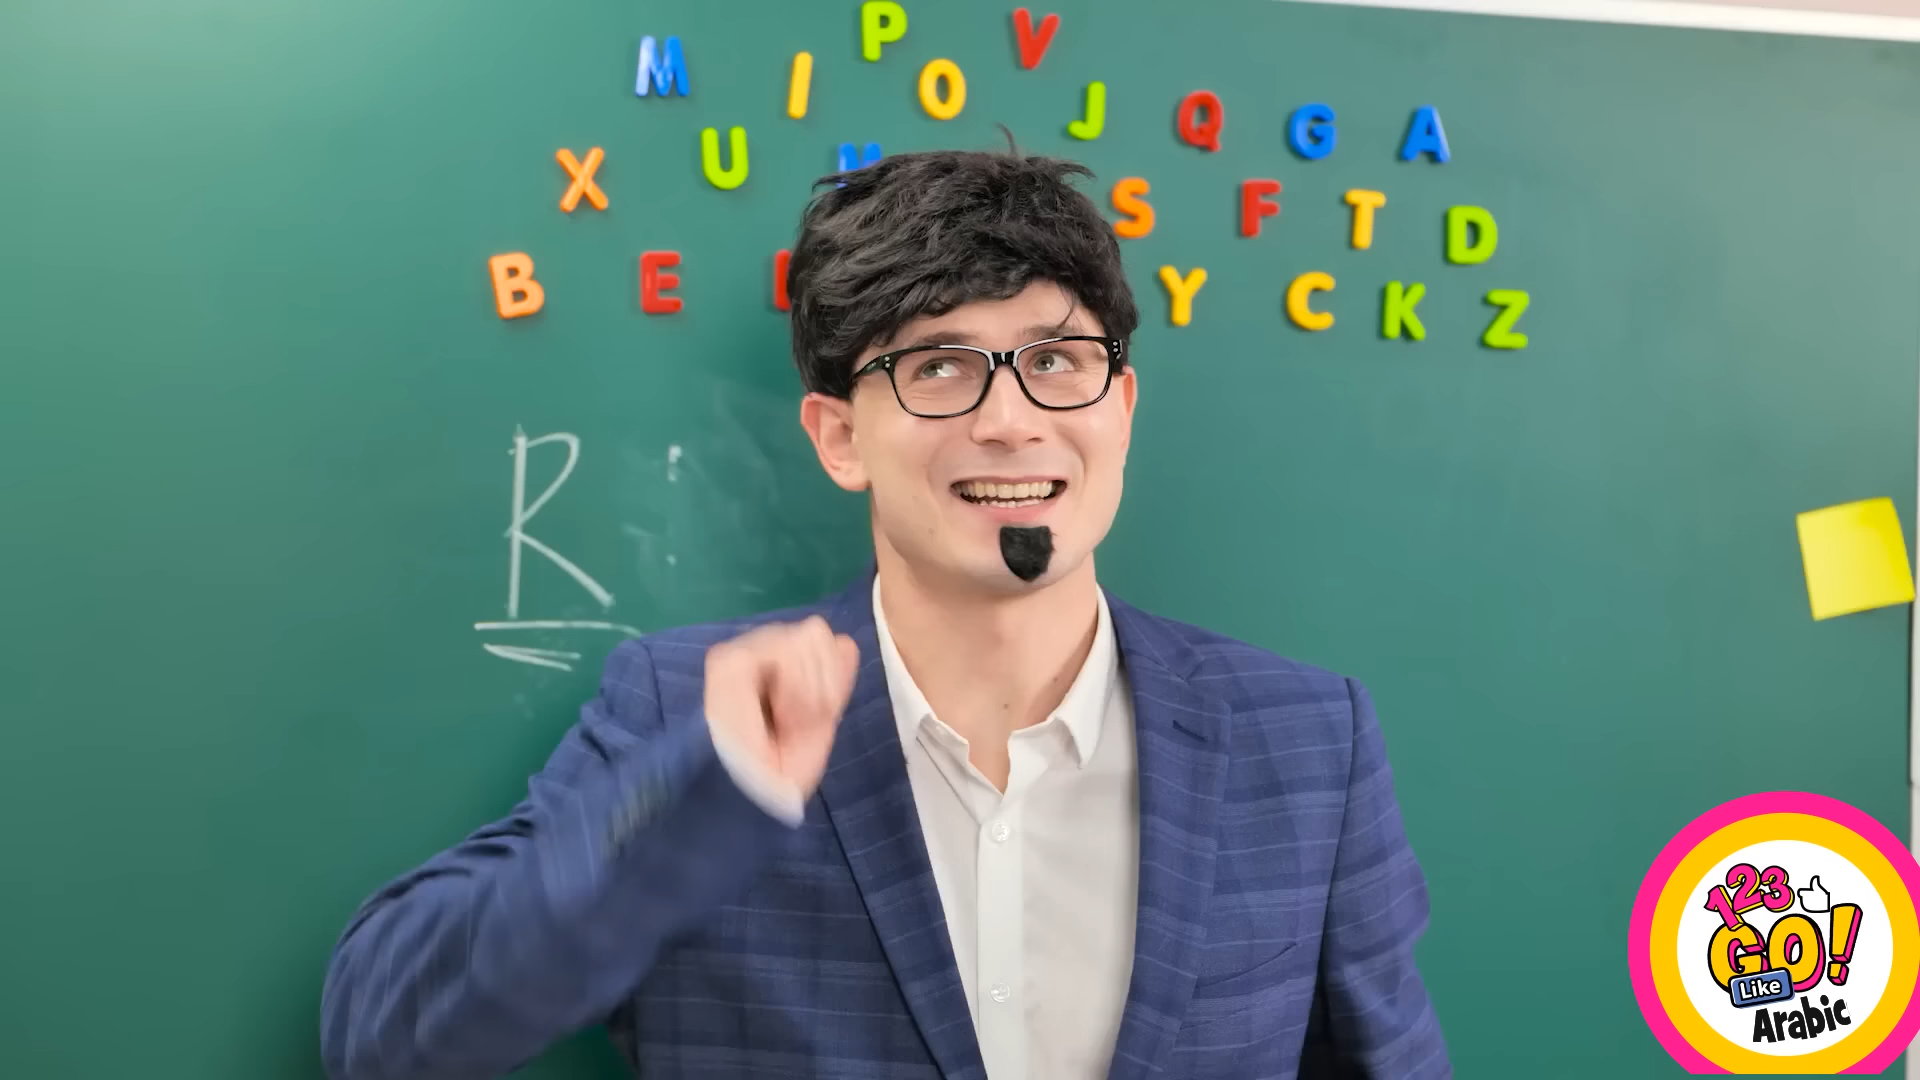 P V
M I O J Q G A
X U M S F T D
B E Y C K Z
R
123
GO!
Like
Arabic